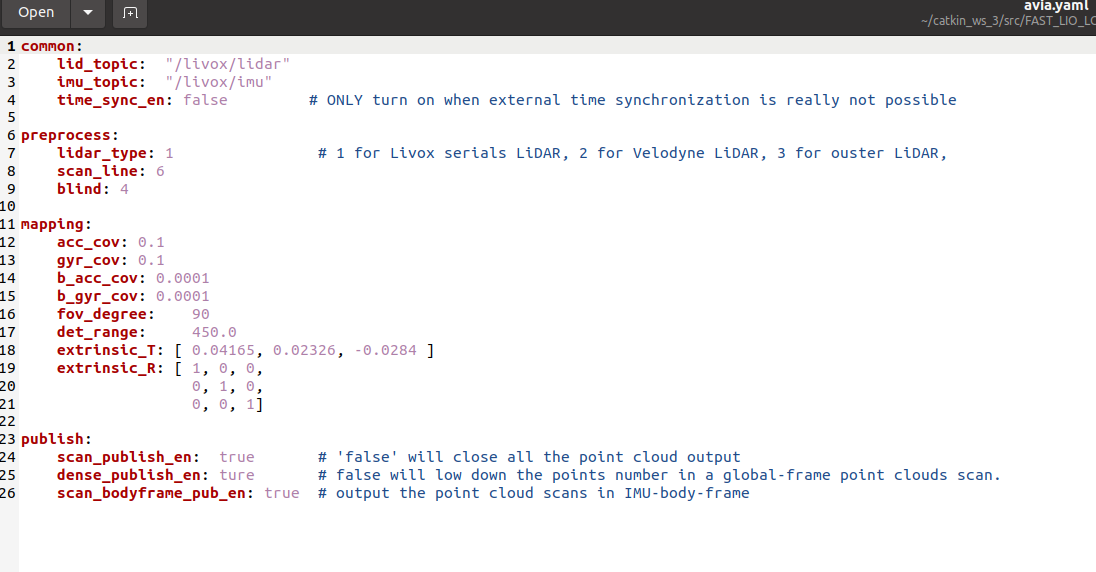 Open
avia.yaml
~/catkin_ws_3/src/FAST_LIO_LO
1 common:
2     lid_topic:  "/livox/lidar"
3     imu_topic:  "/livox/imu"
4     time_sync_en: false         # ONLY turn on when external time synchronization is really not possible
5
6 preprocess:
7     lidar_type: 1                # 1 for Livox serials LiDAR, 2 for Velodyne LiDAR, 3 for ouster LiDAR,
8     scan_line: 6
9     blind: 4
10
11 mapping:
12     acc_cov: 0.1
13     gyr_cov: 0.1
14     b_acc_cov: 0.0001
15     b_gyr_cov: 0.0001
16     fov_degree:    90
17     det_range:     450.0
18     extrinsic_T: [ 0.04165, 0.02326, -0.0284 ]
19     extrinsic_R: [ 1, 0, 0,
20                    0, 1, 0,
21                    0, 0, 1]
22
23 publish:
24     scan_publish_en:  true       # 'false' will close all the point cloud output
25     dense_publish_en: ture       # false will low down the points number in a global-frame point clouds scan.
26     scan_bodyframe_pub_en: true  # output the point cloud scans in IMU-body-frame